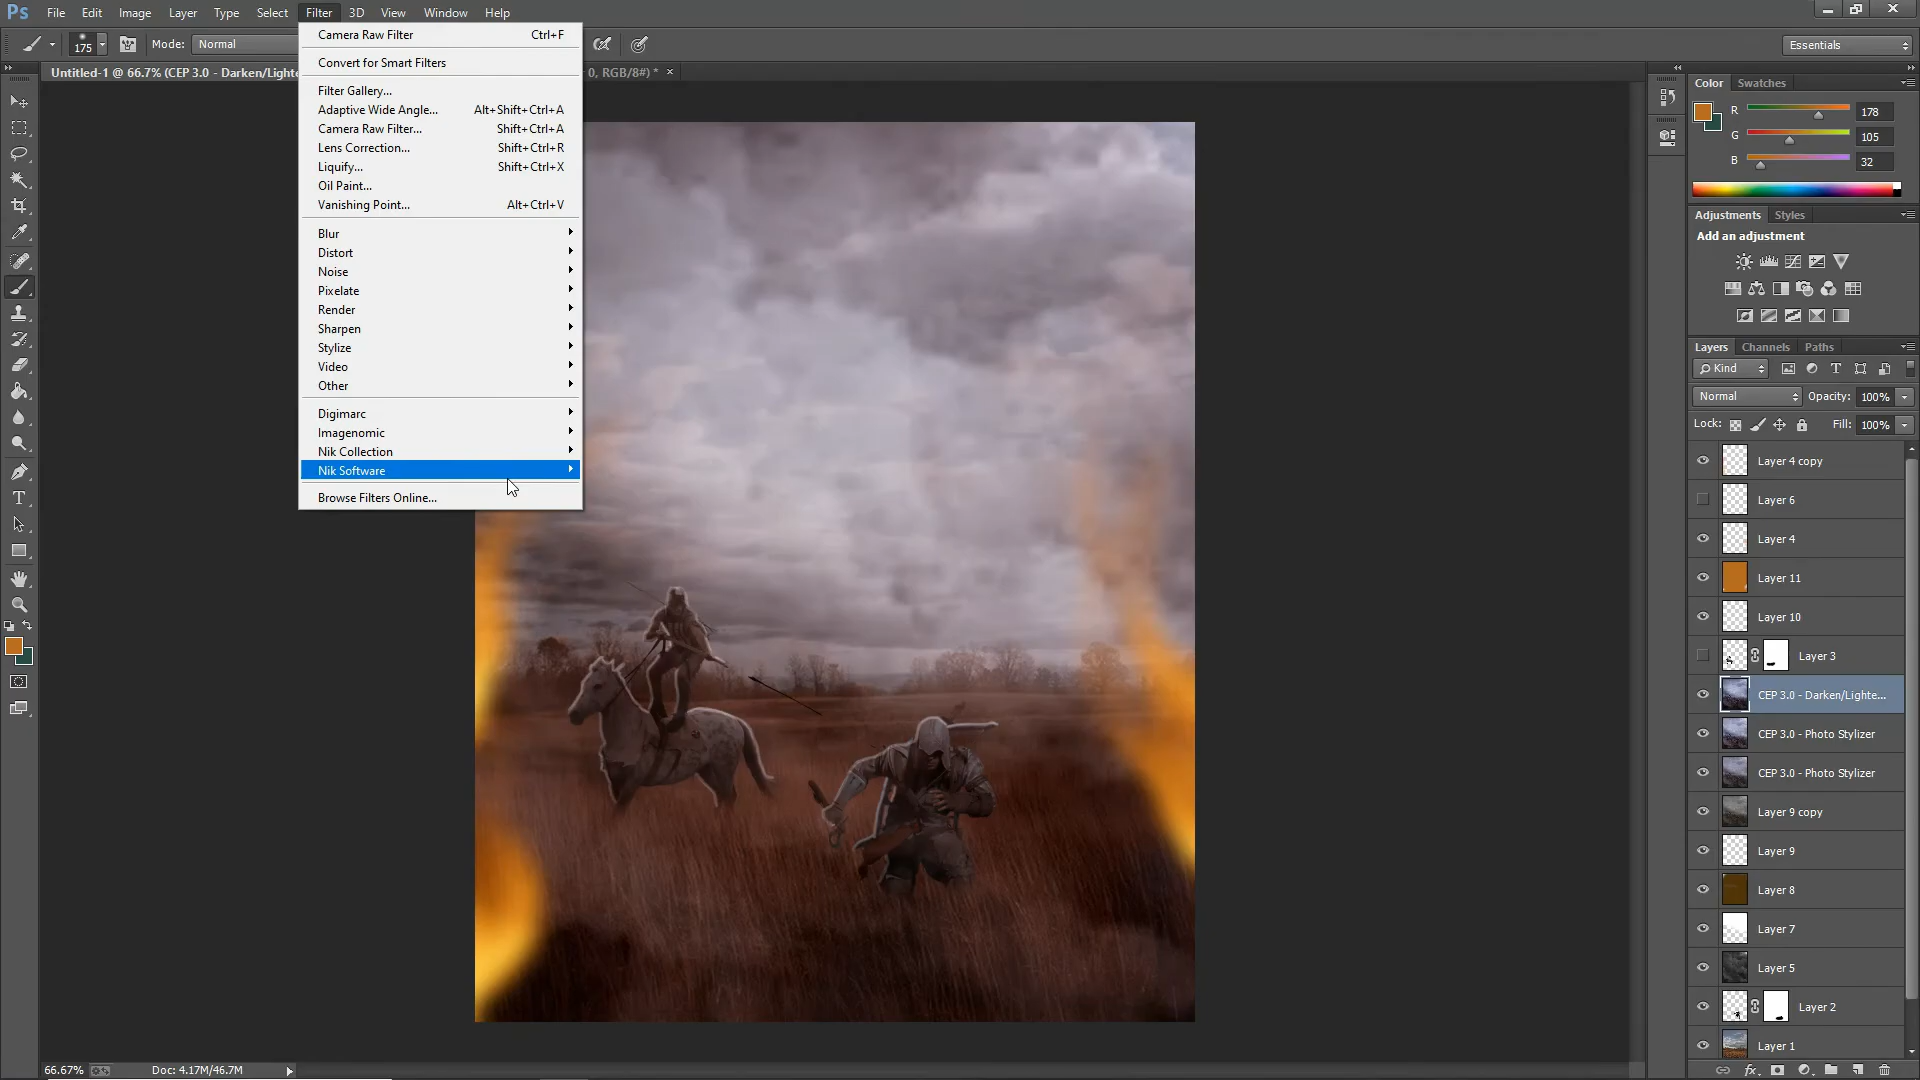 Ps File Edit Image Layer Type Select Filter 3D View Window Help
175 Mode: Normal
Essentials
Untitled-1 @ 66.7% (CEP 3.0 - Darken/Lighte
0, RGB/8#) * ×
Camera Raw Filter Ctrl+F
Convert for Smart Filters
Filter Gallery...
Adaptive Wide Angle... Alt+Shift+Ctrl+A
Camera Raw Filter... Shift+Ctrl+A
Lens Correction... Shift+Ctrl+R
Liquify... Shift+Ctrl+X
Oil Paint...
Vanishing Point... Alt+Ctrl+V
Blur
Distort
Noise
Pixelate
Render
Sharpen
Stylize
Video
Other
Digimarc
Imagenomic
Nik Collection
Nik Software
Browse Filters Online...
Color Swatches
R 178
G 105
B 32
Adjustments Styles
Add an adjustment
Layers Channels Paths
Kind
Normal Opacity: 100%
Lock: Fill: 100%
Layer 4 copy
Layer 6
Layer 4
Layer 11
Layer 10
Layer 3
CEP 3.0 - Darken/Lighte...
CEP 3.0 - Photo Stylizer
CEP 3.0 - Photo Stylizer
Layer 9 copy
Layer 9
Layer 8
Layer 7
Layer 5
Layer 2
Layer 1
66.67% Doc: 4.17M/46.7M